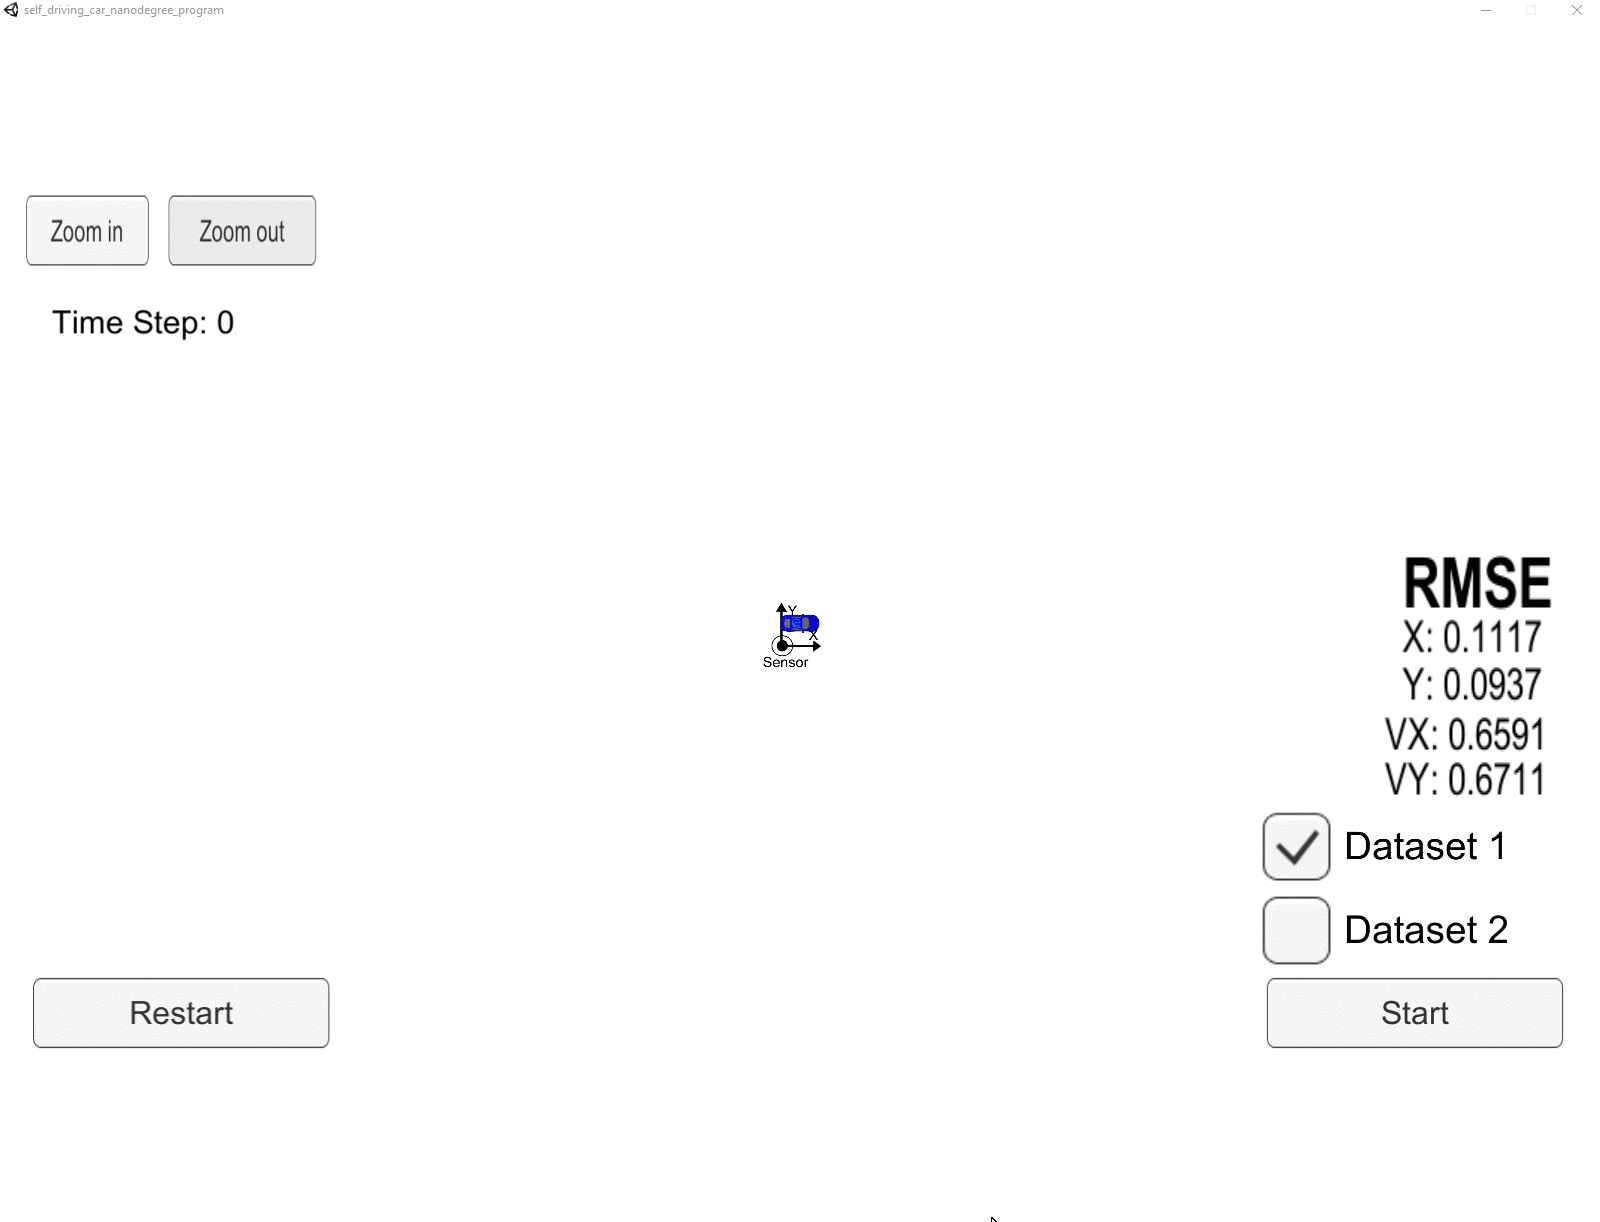 self_driving_car_nanodegree_program
Zoom in
Zoom out
Time Step: 0
Y
X
Sensor
RMSE
X: 0.1117
Y: 0.0937
VX: 0.6591
VY: 0.6711
Dataset 1
Dataset 2
Restart
Start